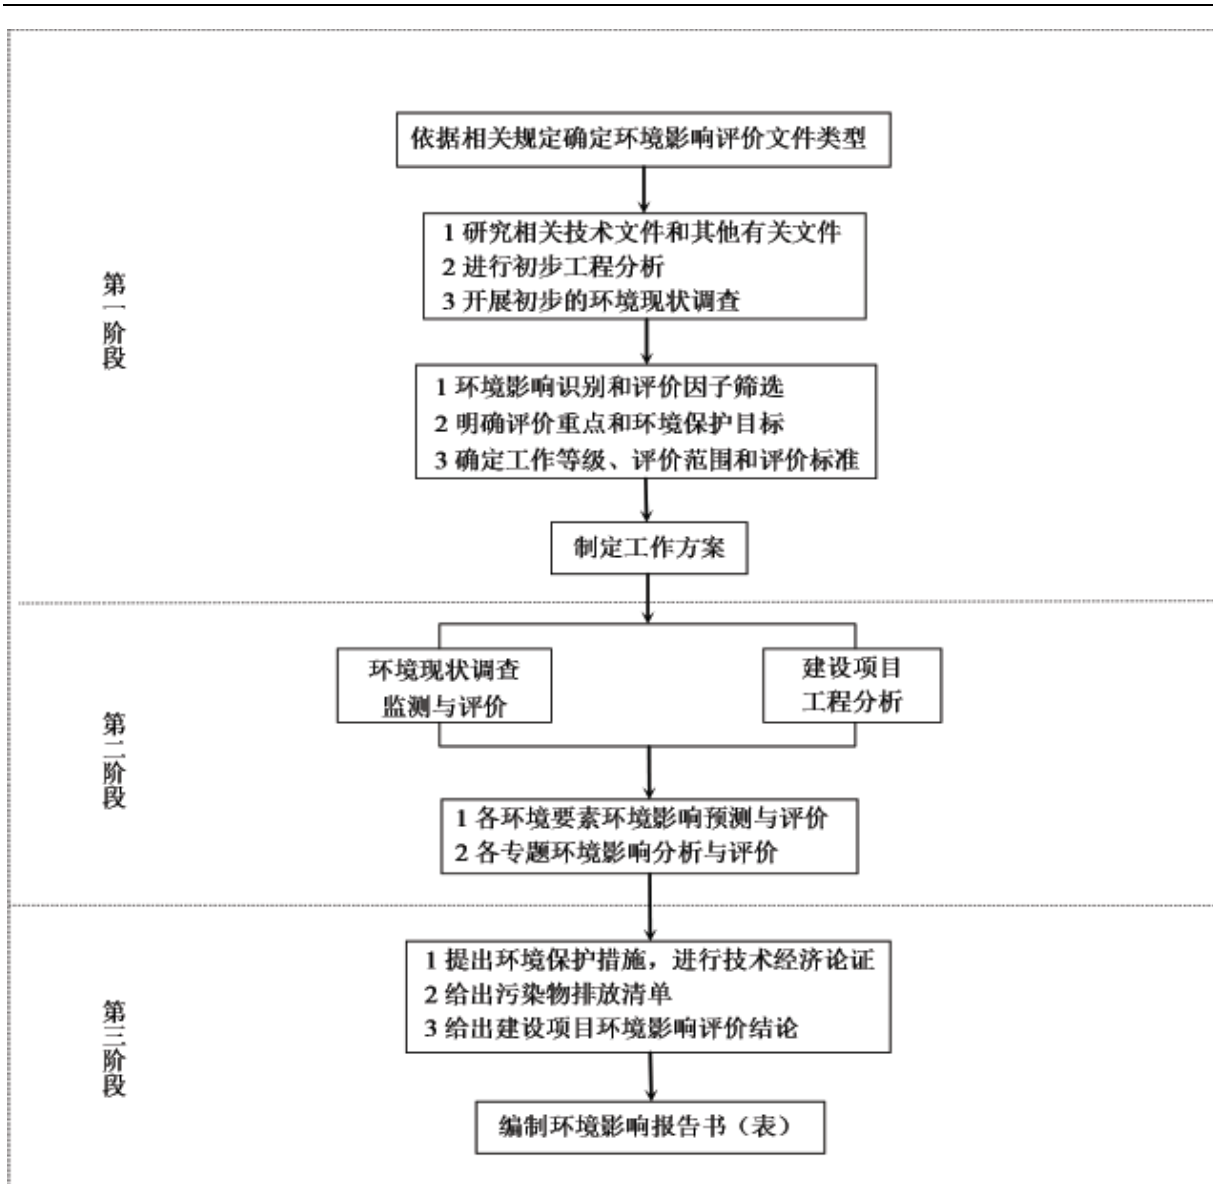 依据相关规定确定环境影响评价文件类型
1 研究相关技术文件和其他有关文件
2 进行初步工程分析
3 开展初步的环境现状调查
第一阶段
1 环境影响识别和评价因子筛选
2 明确评价重点和环境保护目标
3 确定工作等级、评价范围和评价标准
制定工作方案
环境现状调查
监测与评价
建设项目
工程分析
第二阶段
1 各环境要素环境影响预测与评价
2 各专题环境影响分析与评价
1 提出环境保护措施，进行技术经济论证
2 给出污染物排放清单
3 给出建设项目环境影响评价结论
第三阶段
编制环境影响报告书（表）